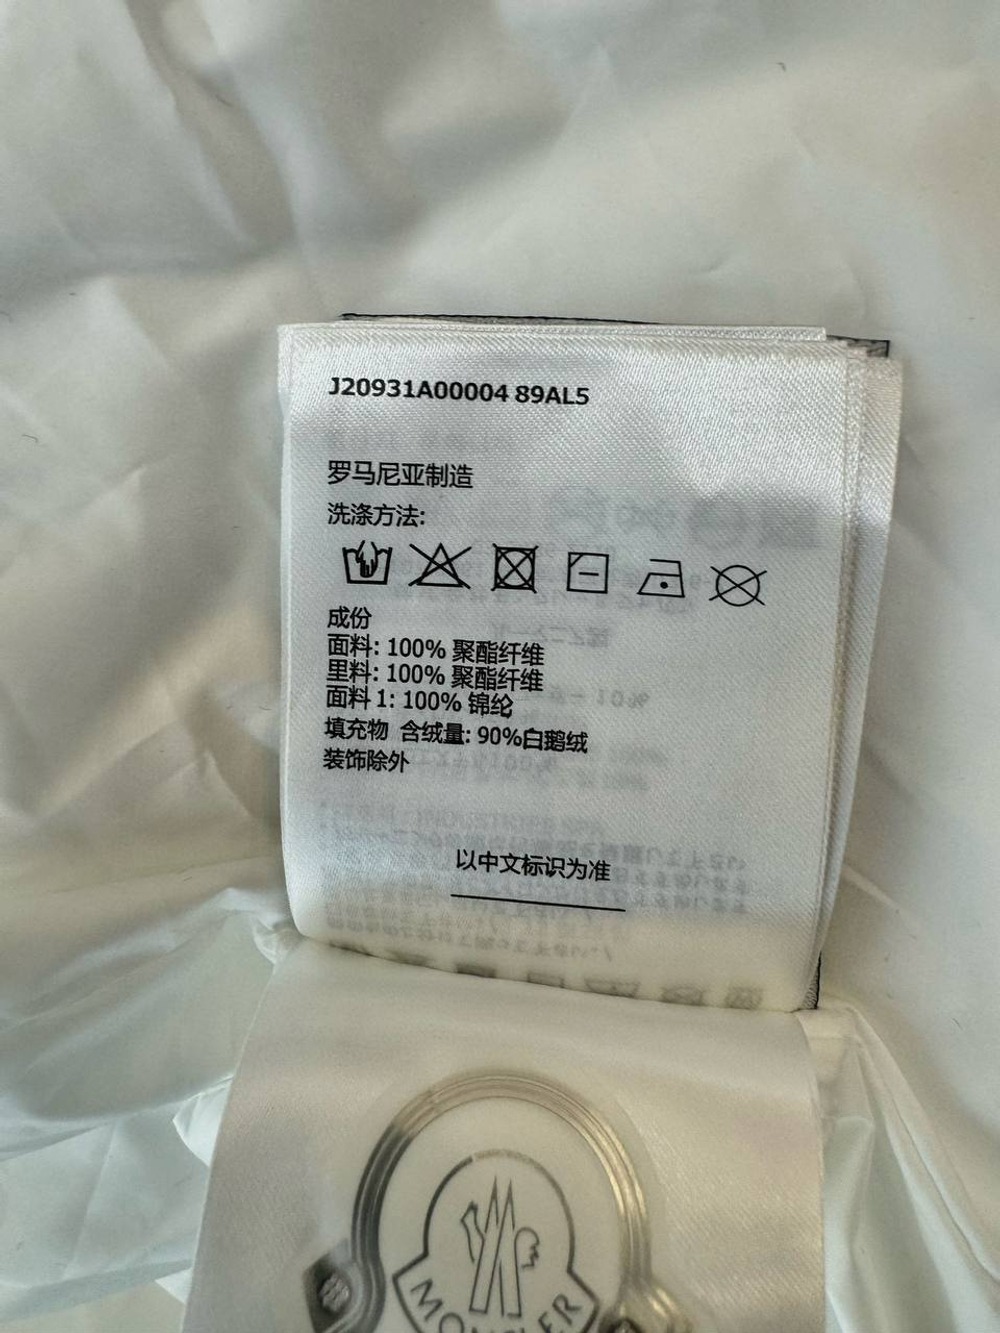 J20931A00004 89AL5
罗马尼亚制造
洗涤方法:
成份
面料: 100% 聚酯纤维
里料: 100% 聚酯纤维
面料 1: 100% 锦纶
填充物 含绒量: 90%白鹅绒
装饰除外
以中文标识为准
MONCLER